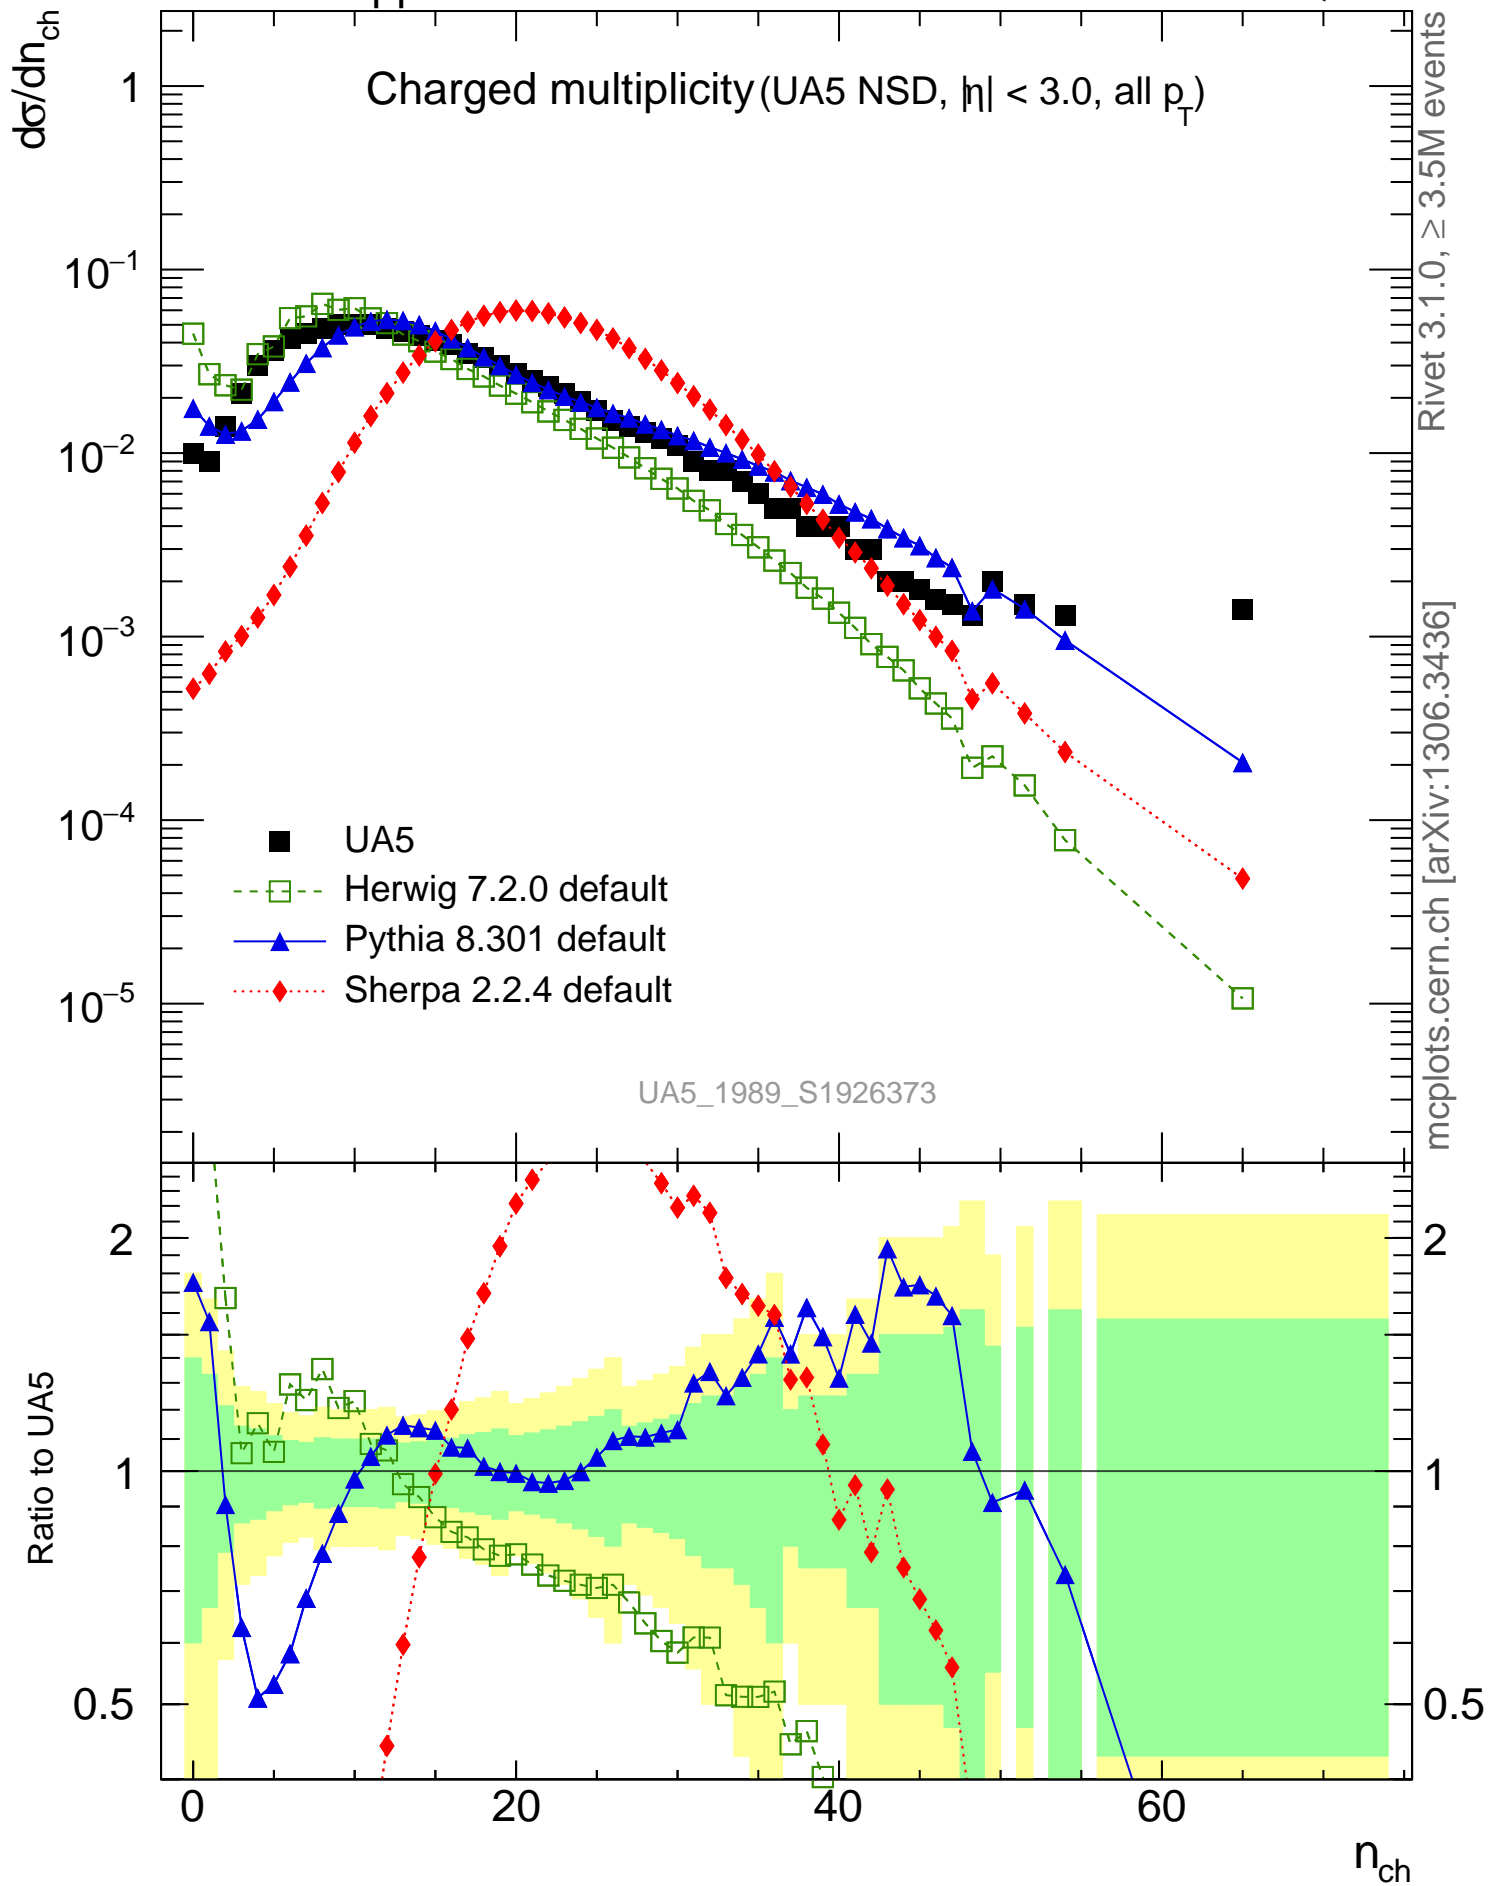 dσ/dn_ch
Charged multiplicity (UA5 NSD, |η| < 3.0, all p_T)
1
10⁻¹
10⁻²
10⁻³
10⁻⁴
10⁻⁵
UA5
Herwig 7.2.0 default
Pythia 8.301 default
Sherpa 2.2.4 default
UA5_1989_S1926373
Rivet 3.1.0, ≥ 3.5M events
mcplots.cern.ch [arXiv:1306.3436]
Ratio to UA5
2
1
0.5
2
1
0.5
0 20 40 60
n_ch